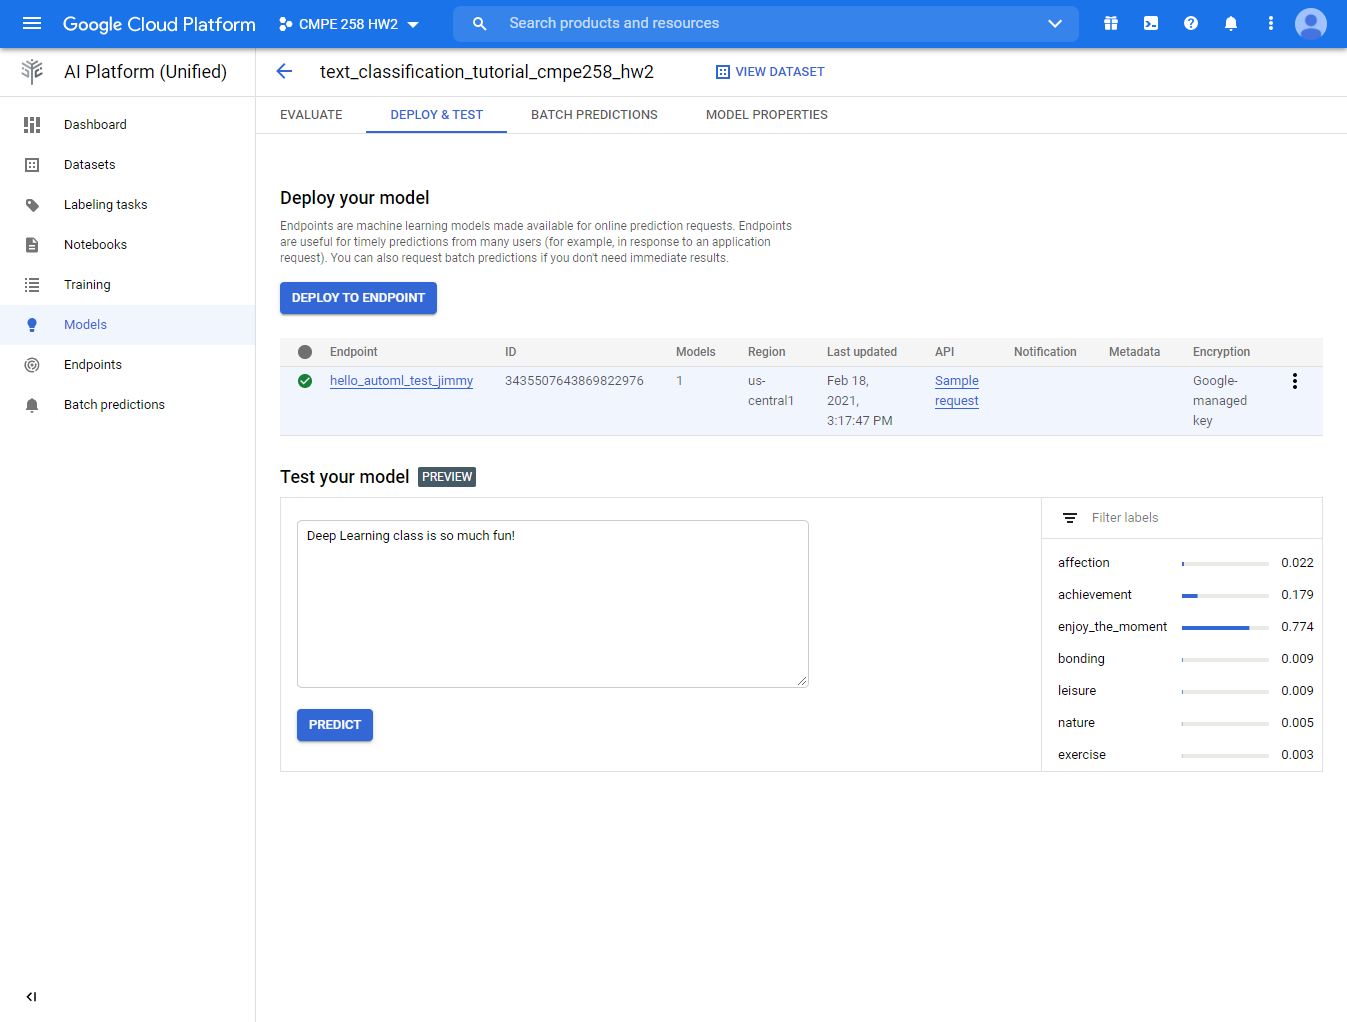 Google Cloud Platform
CMPE 258 HW2
Search products and resources
AI Platform (Unified)
text_classification_tutorial_cmpe258_hw2
VIEW DATASET
EVALUATE
DEPLOY & TEST
BATCH PREDICTIONS
MODEL PROPERTIES
Dashboard
Datasets
Labeling tasks
Notebooks
Training
Models
Endpoints
Batch predictions
Deploy your model
Endpoints are machine learning models made available for online prediction requests. Endpoints
are useful for timely predictions from many users (for example, in response to an application
request). You can also request batch predictions if you don't need immediate results.
DEPLOY TO ENDPOINT
Endpoint ID Models Region Last updated API Notification Metadata Encryption
hello_automl_test_jimmy 3435507643869822976 1 us- Feb 18, Sample Google-
central1 2021, request managed
3:17:47 PM key
Test your model PREVIEW
Deep Learning class is so much fun!
PREDICT
Filter labels
affection 0.022
achievement 0.179
enjoy_the_moment 0.774
bonding 0.009
leisure 0.009
nature 0.005
exercise 0.003